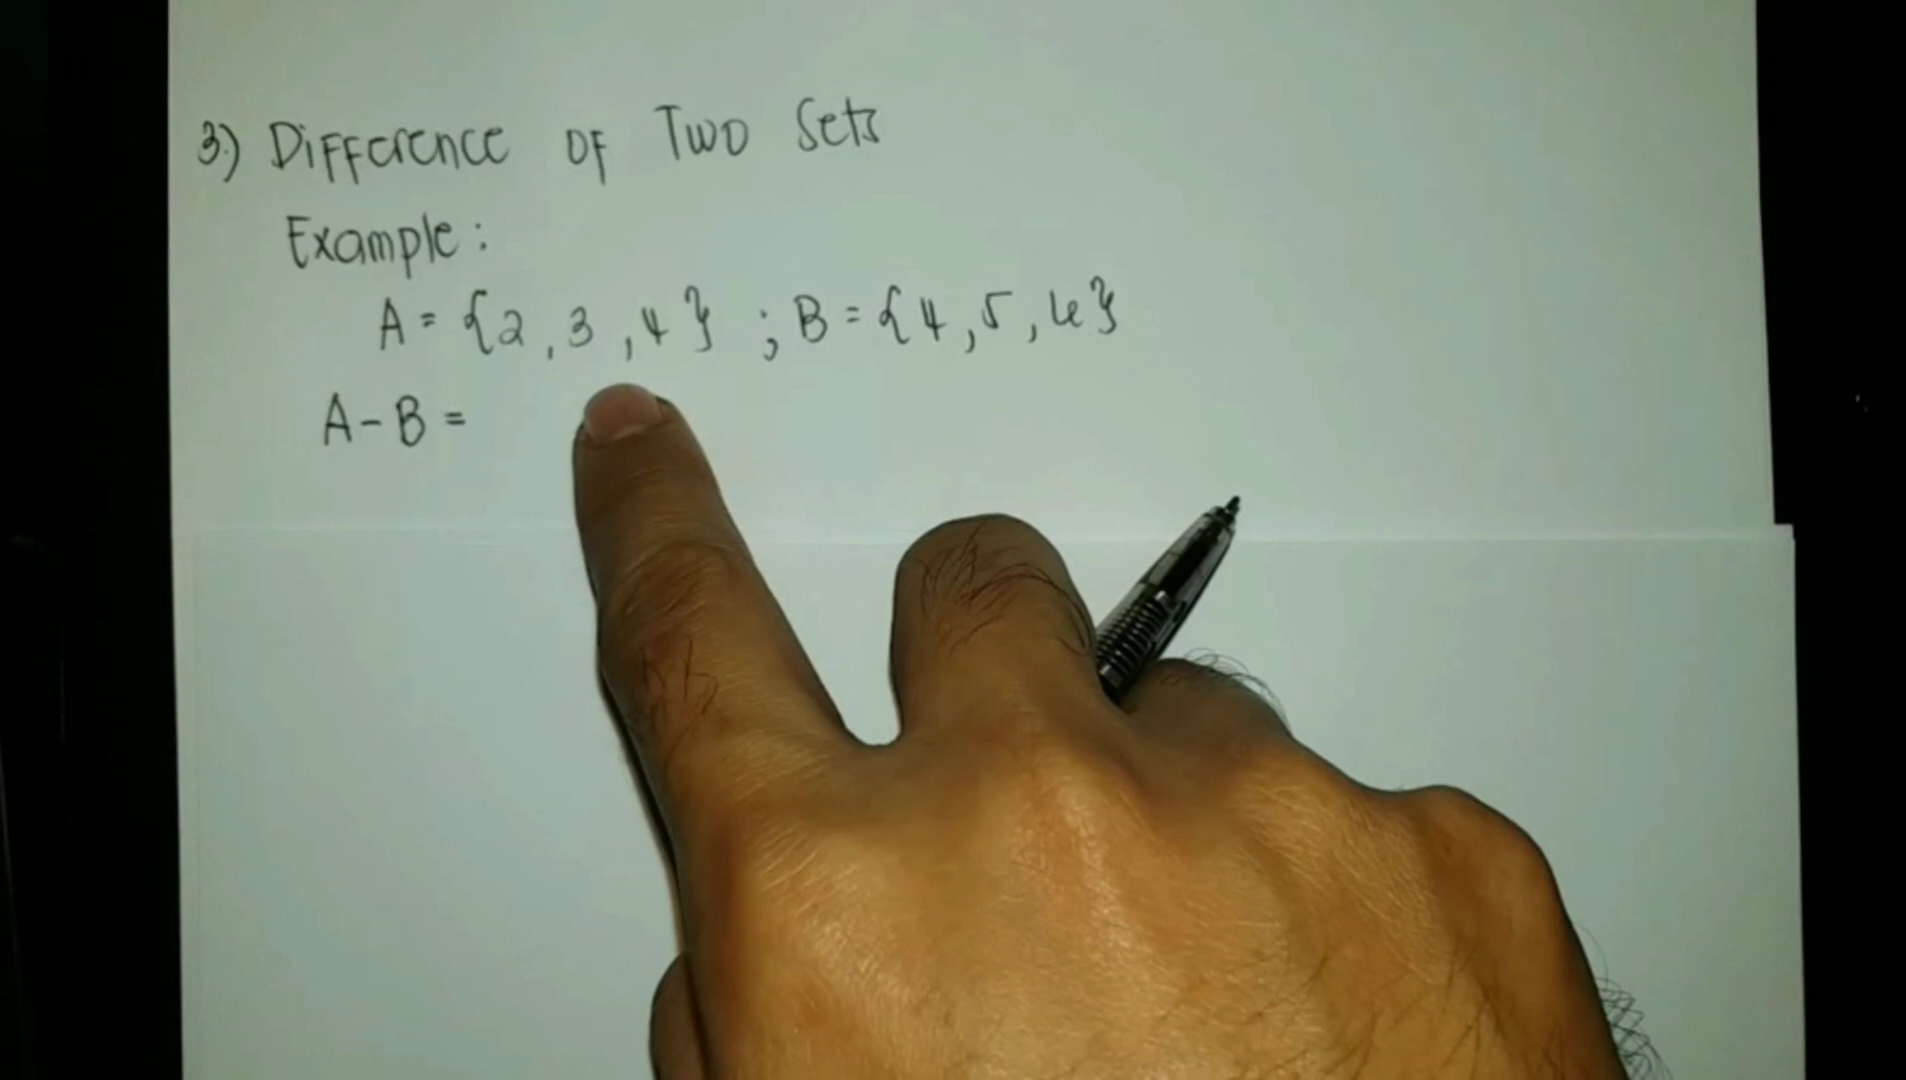 3.) Difference of Two Sets
Example:
A = {2, 3, 4} ; B = {4, 5, 6}
A - B =